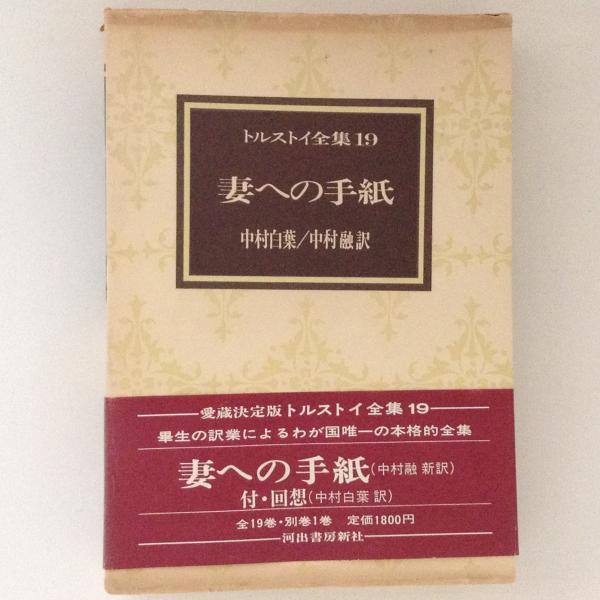 トルストイ全集19
妻への手紙
中村白葉/中村融訳
愛蔵決定版トルストイ全集19
畢生の訳業によるわが国唯一の本格的全集
妻への手紙(中村融 新訳)
付・回想(中村白葉 訳)
全19巻・別巻1巻 定価1800円
河出書房新社